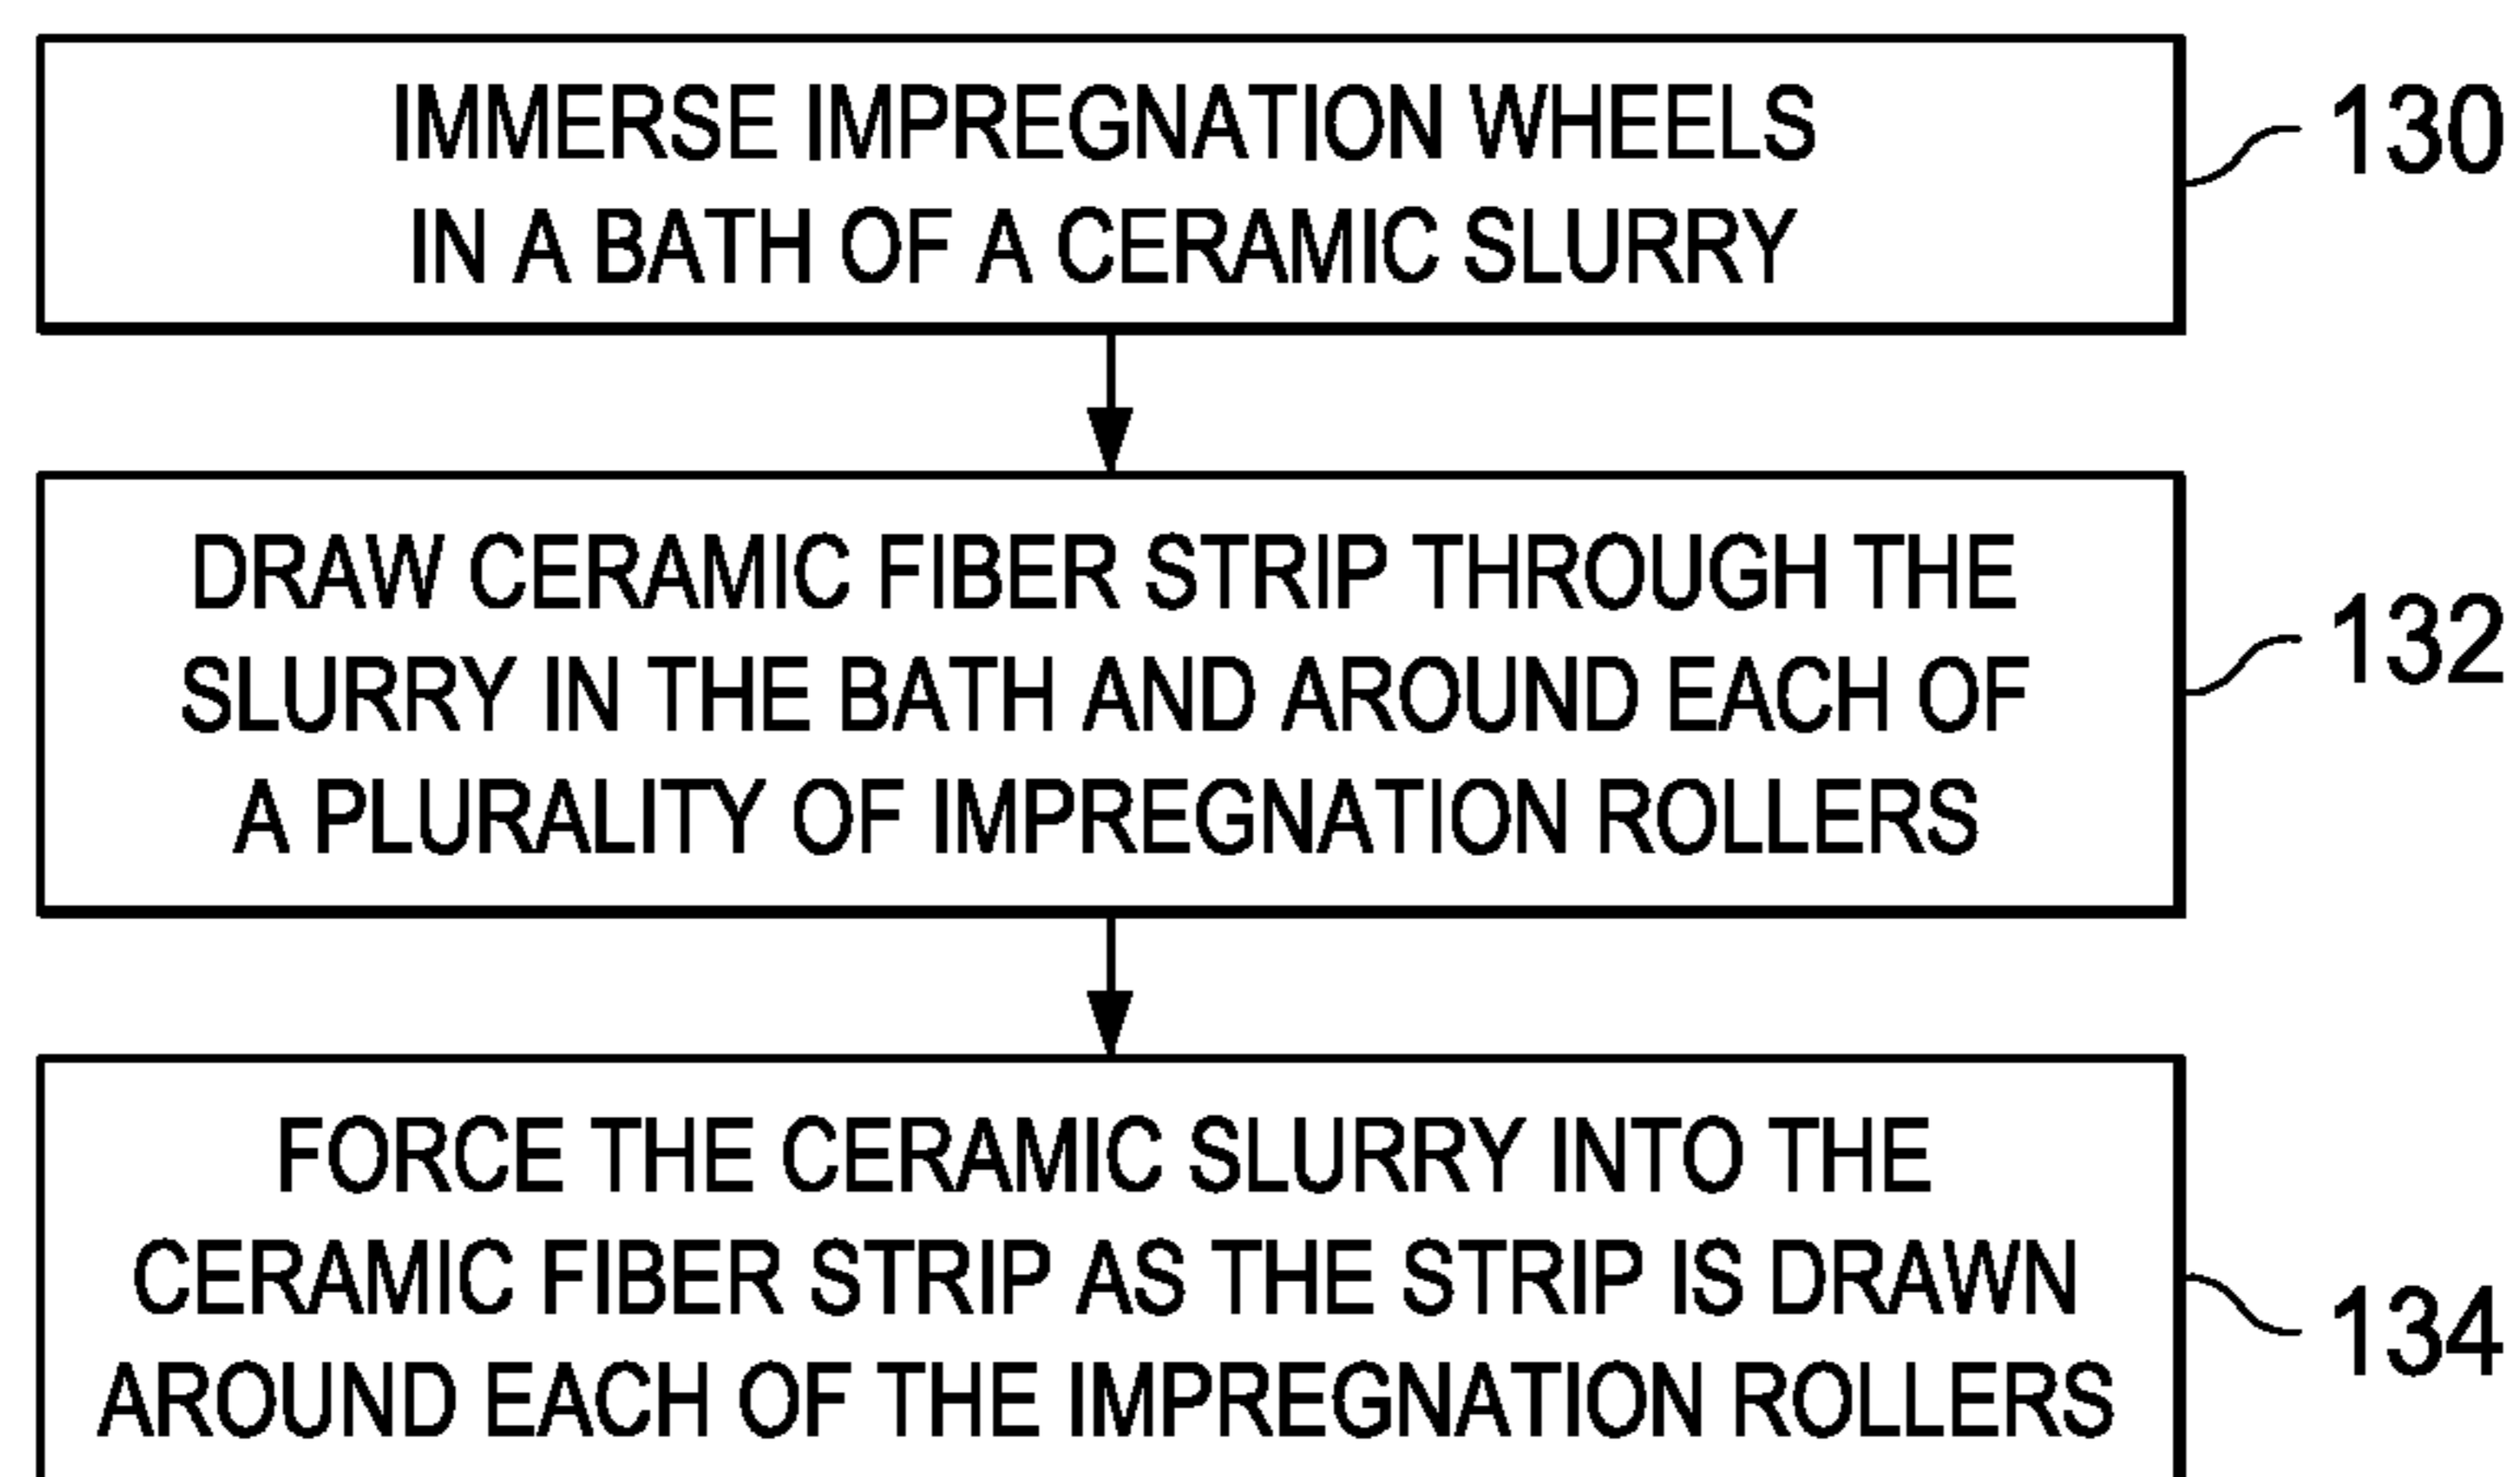 IMMERSE IMPREGNATION WHEELS
IN A BATH OF A CERAMIC SLURRY
130
DRAW CERAMIC FIBER STRIP THROUGH THE
SLURRY IN THE BATH AND AROUND EACH OF
A PLURALITY OF IMPREGNATION ROLLERS
132
FORCE THE CERAMIC SLURRY INTO THE
CERAMIC FIBER STRIP AS THE STRIP IS DRAWN
AROUND EACH OF THE IMPREGNATION ROLLERS
134